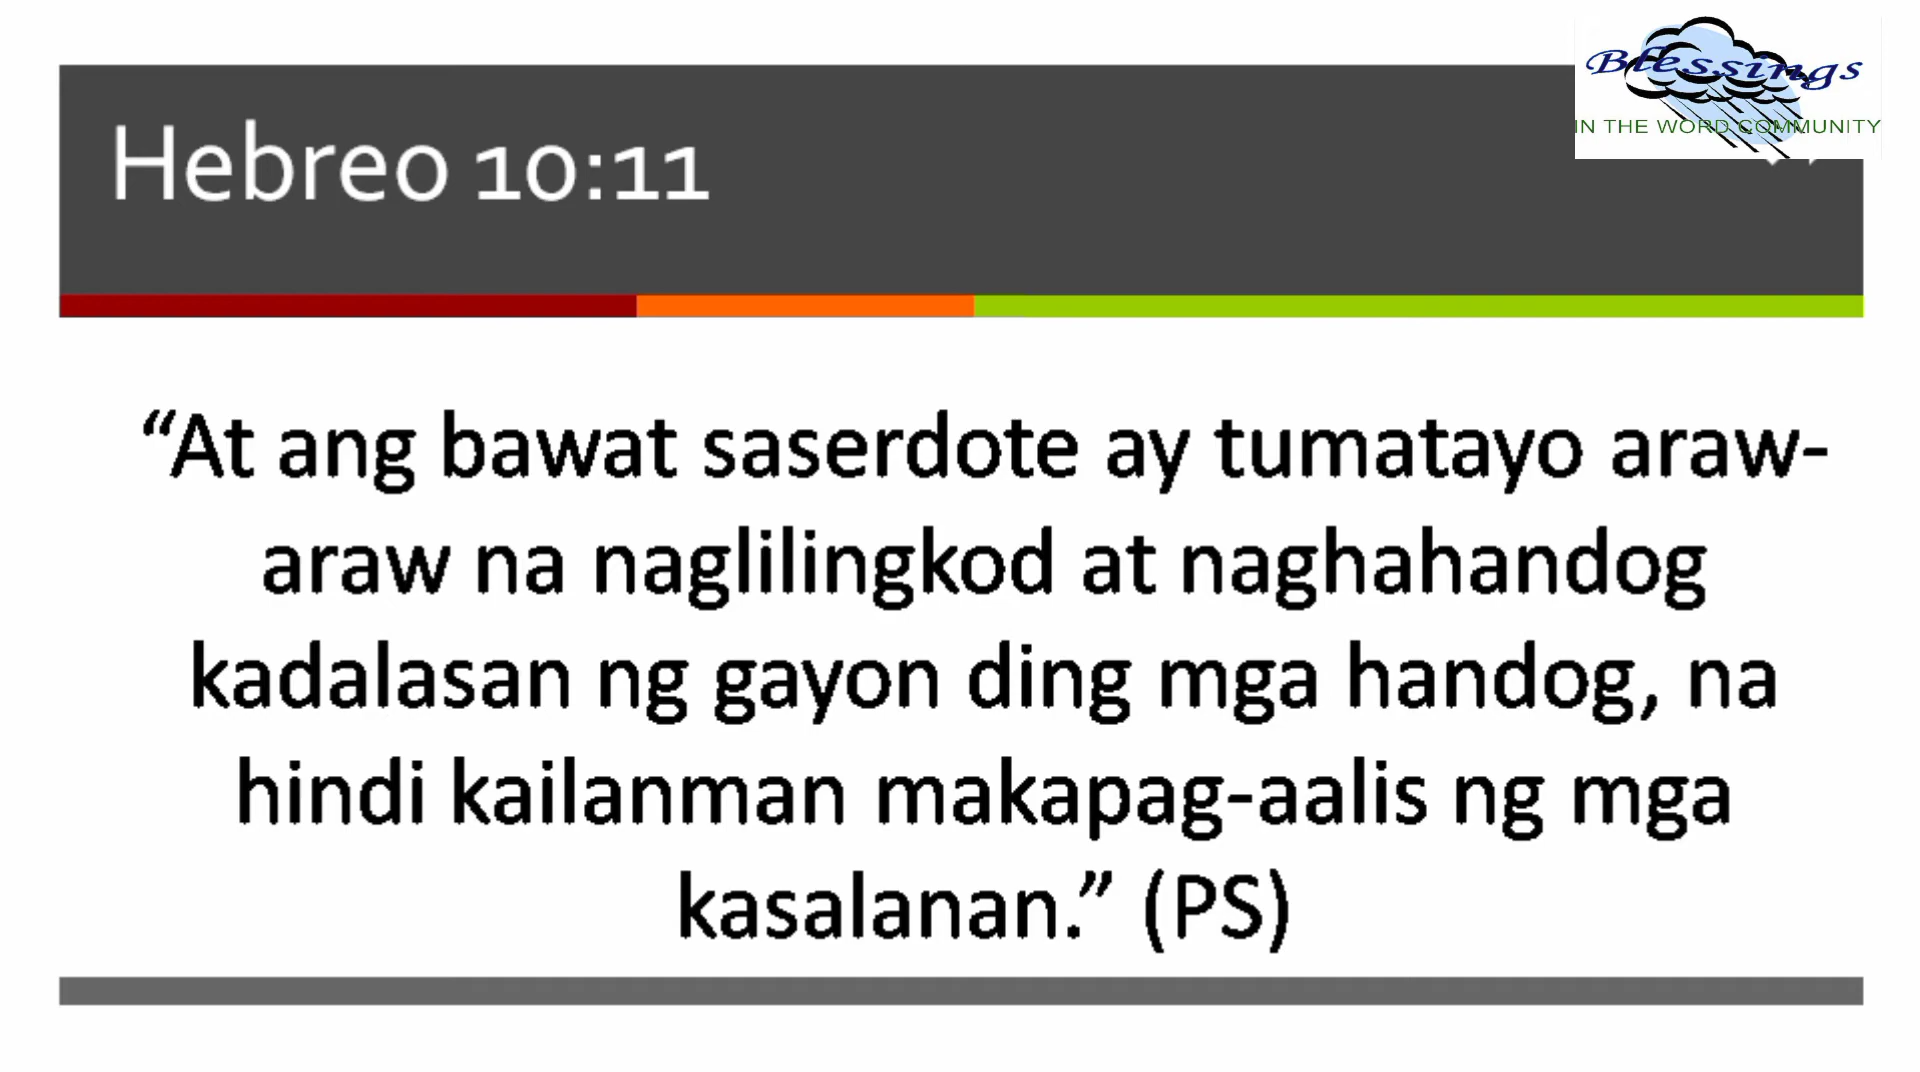 Blessings
IN THE WORD COMMUNITY
Hebreo 10:11
“At ang bawat saserdote ay tumatayo araw-
araw na naglilingkod at naghahandog
kadalasan ng gayon ding mga handog, na
hindi kailanman makapag-aalis ng mga
kasalanan.” (PS)